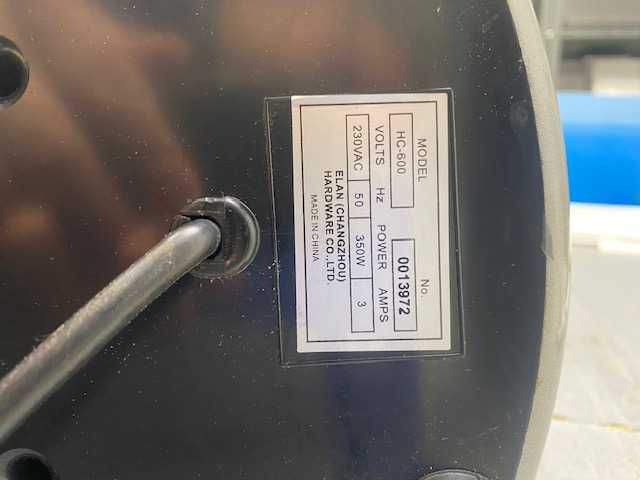 MODEL No.
HC-600 0013972
VOLTS Hz POWER AMPS
230VAC 50 350W 3
ELAN (CHANGZHOU)
HARDWARE CO.,LTD.
MADE IN CHINA